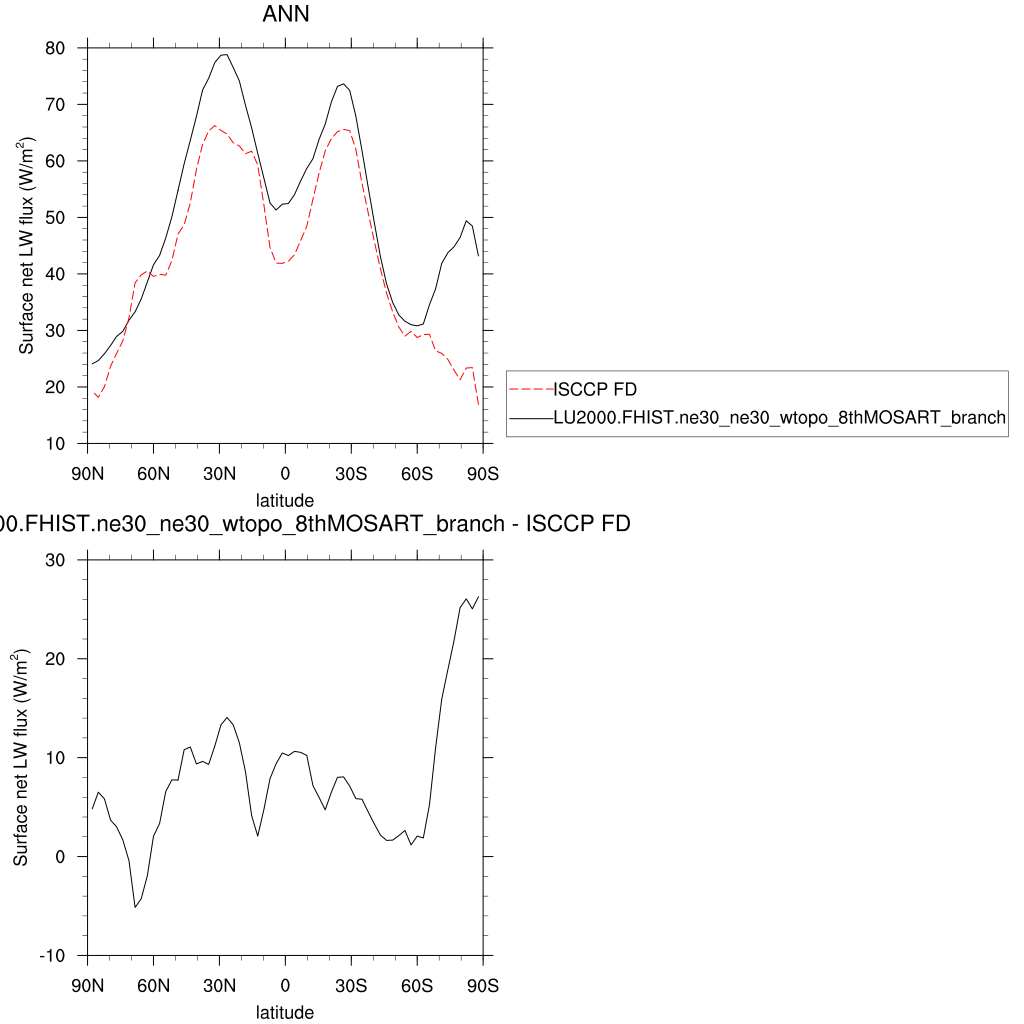 ANN
Surface net LW flux (W/m²)
80
70
60
50
40
30
20
10
90N 60N 30N 0 30S 60S 90S
latitude
ISCCP FD
LU2000.FHIST.ne30_ne30_wtopo_8thMOSART_branch
00.FHIST.ne30_ne30_wtopo_8thMOSART_branch - ISCCP FD
Surface net LW flux (W/m²)
30
20
10
0
-10
90N 60N 30N 0 30S 60S 90S
latitude